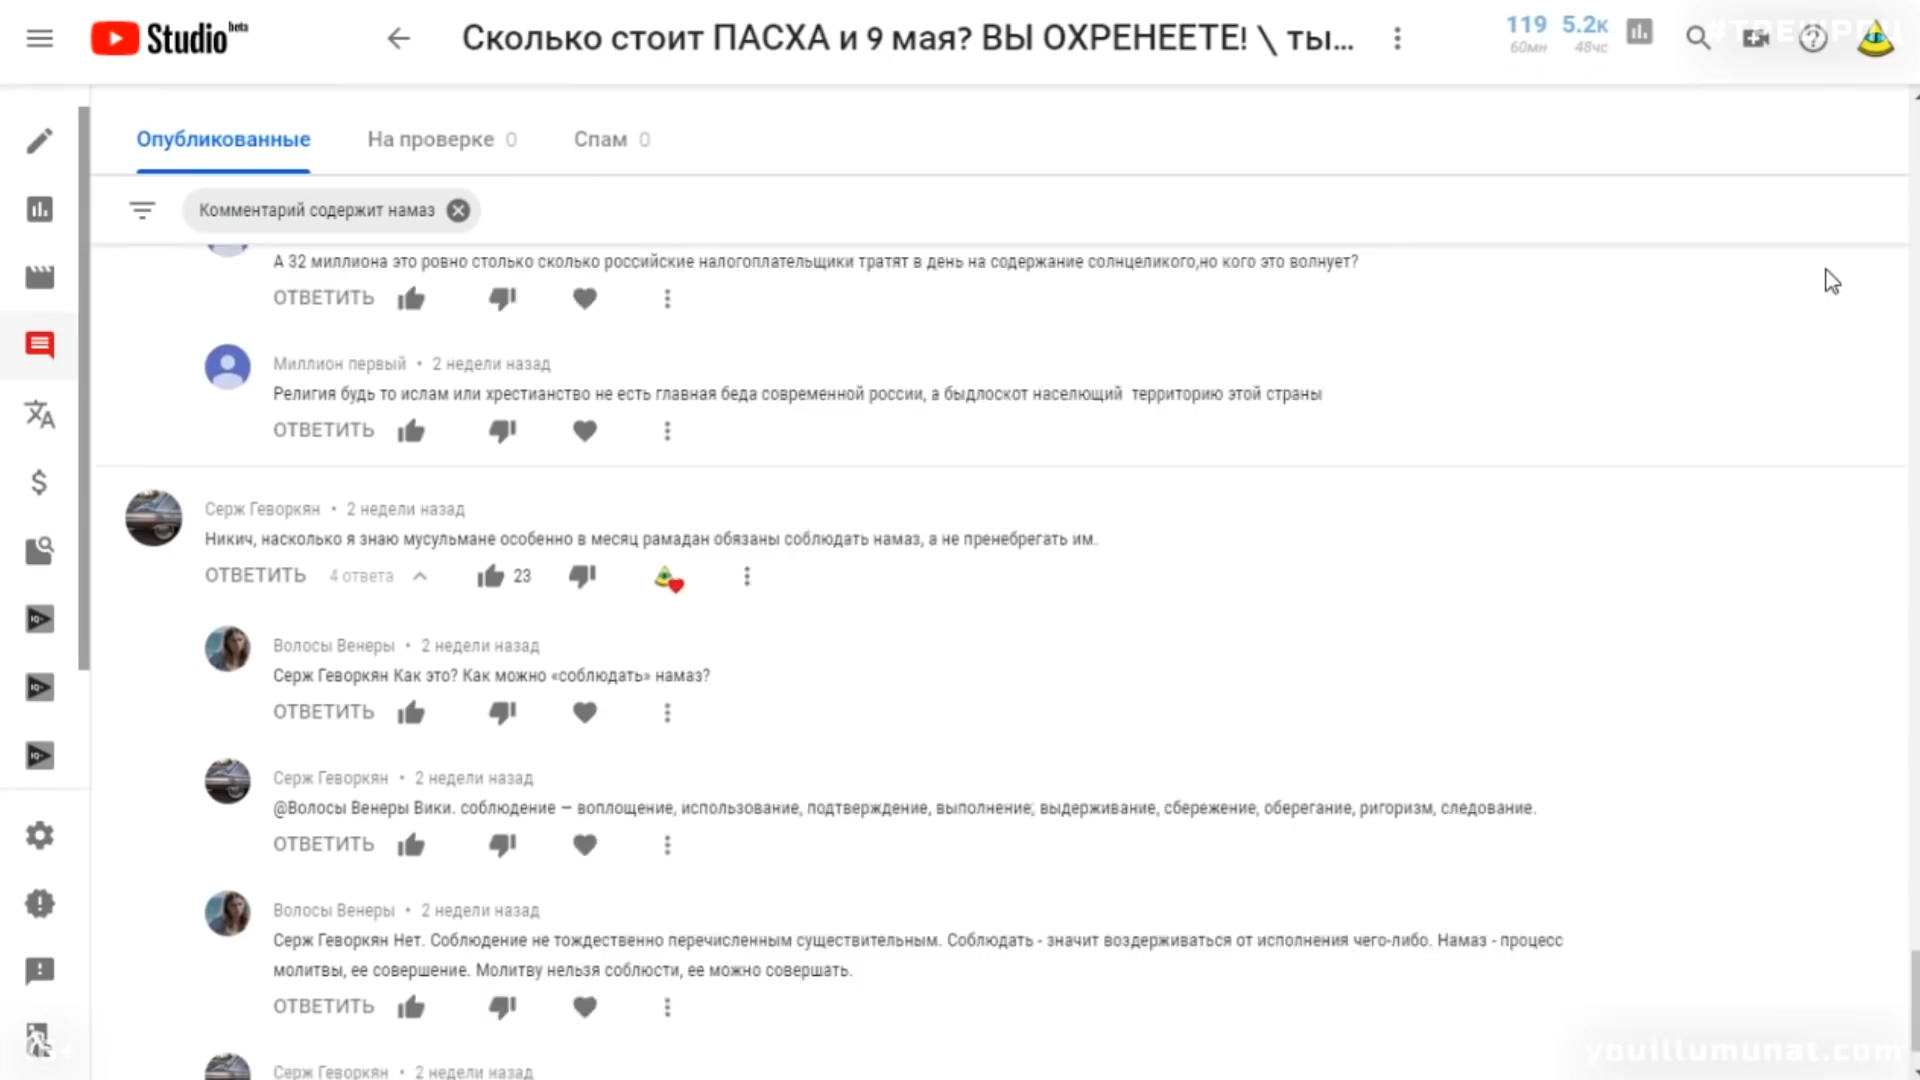 Studio beta
Сколько стоит ПАСХА и 9 мая? ВЫ ОХРЕНЕЕТЕ! \ ты...
119 5.2к
60мн 48чс
#ТРЕШРПЦ
Опубликованные На проверке 0 Спам 0
Комментарий содержит намаз
А 32 миллиона это ровно столько сколько российские налогоплательщики тратят в день на содержание солнцеликого,но кого это волнует?
ОТВЕТИТЬ
Миллион первый • 2 недели назад
Религия будь то ислам или хрестианство не есть главная беда современной россии, а быдлоскот населющий территорию этой страны
ОТВЕТИТЬ
Серж Геворкян • 2 недели назад
Никич, насколько я знаю мусульмане особенно в месяц рамадан обязаны соблюдать намаз, а не пренебрегать им.
ОТВЕТИТЬ 4 ответа 23
Волосы Венеры • 2 недели назад
Серж Геворкян Как это? Как можно «соблюдать» намаз?
ОТВЕТИТЬ
Серж Геворкян • 2 недели назад
@Волосы Венеры Вики. соблюдение — воплощение, использование, подтверждение, выполнение; выдерживание, сбережение, оберегание, ригоризм, следование.
ОТВЕТИТЬ
Волосы Венеры • 2 недели назад
Серж Геворкян Нет. Соблюдение не тождественно перечисленным существительным. Соблюдать - значит воздерживаться от исполнения чего-либо. Намаз - процесс
молитвы, ее совершение. Молитву нельзя соблюсти, ее можно совершать.
ОТВЕТИТЬ
Серж Геворкян • 2 недели назад
youillumunat.com